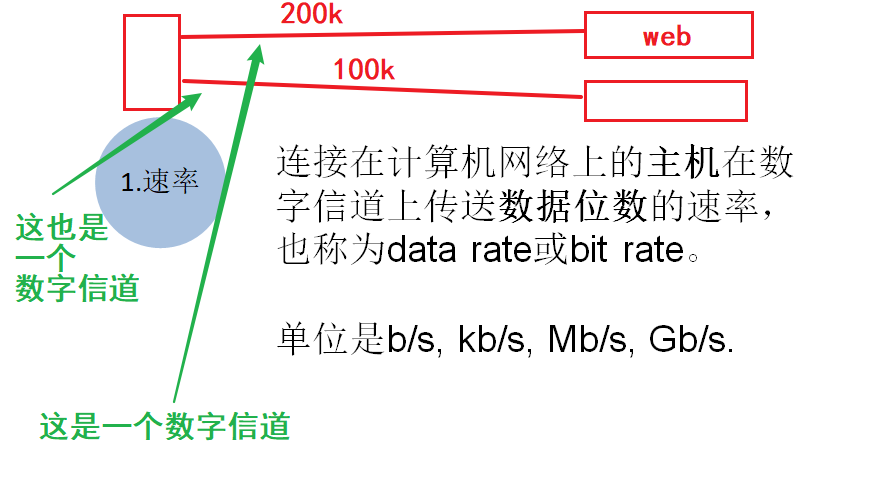 200k
web
100k
1.速率
连接在计算机网络上的主机在数
字信道上传送数据位数的速率，
也称为data rate或bit rate。
这也是
一个
数字信道
单位是b/s, kb/s, Mb/s, Gb/s.
这是一个数字信道